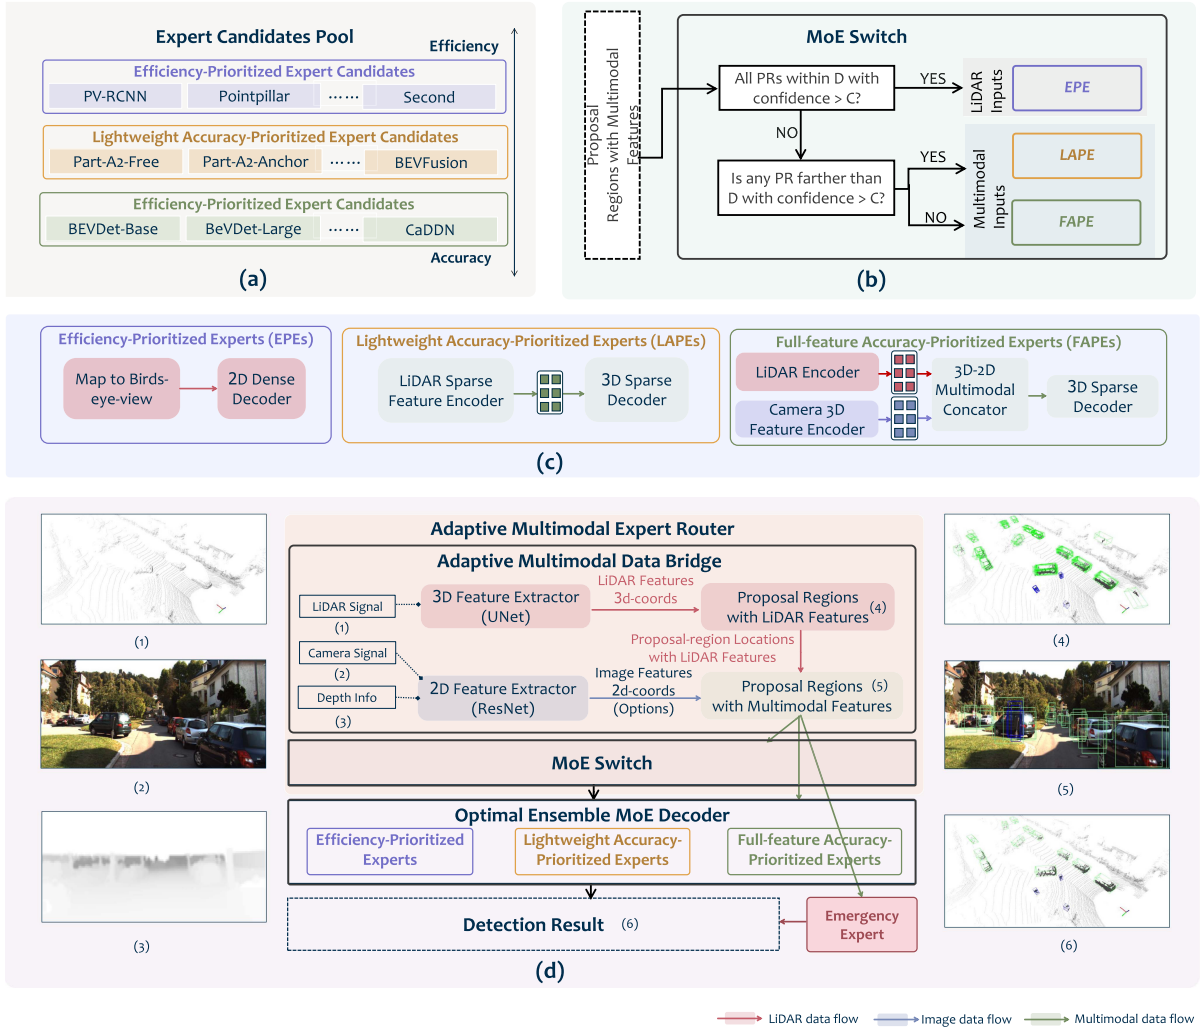 Expert Candidates Pool
Efficiency
Efficiency-Prioritized Expert Candidates
PV-RCNN
Pointpillar
......
Second
Lightweight Accuracy-Prioritized Expert Candidates
Part-A2-Free
Part-A2-Anchor
......
BEVFusion
Efficiency-Prioritized Expert Candidates
BEVDet-Base
BeVDet-Large
......
CaDDN
Accuracy
(a)
Proposal
Regions with Multimodal
Features
MoE Switch
All PRs within D with
confidence > C?
YES
LiDAR
Inputs
EPE
NO
Is any PR farther than
D with confidence > C?
YES
NO
Multimodal
Inputs
LAPE
FAPE
(b)
Efficiency-Prioritized Experts (EPEs)
Map to Birds-
eye-view
2D Dense
Decoder
Lightweight Accuracy-Prioritized Experts (LAPEs)
LiDAR Sparse
Feature Encoder
3D Sparse
Decoder
Full-feature Accuracy-Prioritized Experts (FAPEs)
LiDAR Encoder
Camera 3D
Feature Encoder
3D-2D
Multimodal
Concator
3D Sparse
Decoder
(c)
(1)
(2)
(3)
Adaptive Multimodal Expert Router
Adaptive Multimodal Data Bridge
LiDAR Signal
(1)
Camera Signal
(2)
Depth Info
(3)
3D Feature Extractor
(UNet)
LiDAR Features
3d-coords
Proposal Regions
with LiDAR Features
(4)
Proposal-region Locations
with LiDAR Features
2D Feature Extractor
(ResNet)
Image Features
2d-coords
(Options)
Proposal Regions
(5)
with Multimodal Features
MoE Switch
Optimal Ensemble MoE Decoder
Efficiency-Prioritized
Experts
Lightweight Accuracy-
Prioritized Experts
Full-feature Accuracy-
Prioritized Experts
Detection Result (6)
Emergency
Expert
(4)
(5)
(6)
(d)
LiDAR data flow
Image data flow
Multimodal data flow